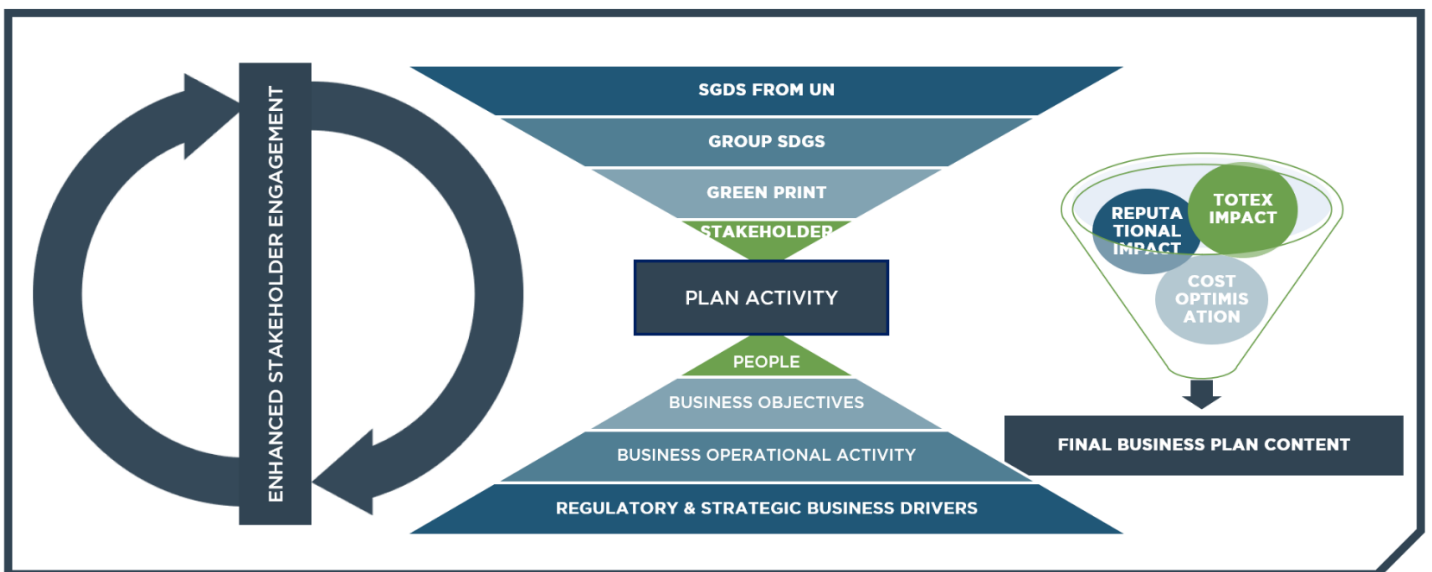 ENHANCED STAKEHOLDER ENGAGEMENT
SGDS FROM UN
GROUP SDGS
GREEN PRINT
STAKEHOLDER
PLAN ACTIVITY
PEOPLE
BUSINESS OBJECTIVES
BUSINESS OPERATIONAL ACTIVITY
REGULATORY & STRATEGIC BUSINESS DRIVERS
REPUTA
TIONAL
IMPACT
TOTEX
IMPACT
COST
OPTIMIS
ATION
FINAL BUSINESS PLAN CONTENT